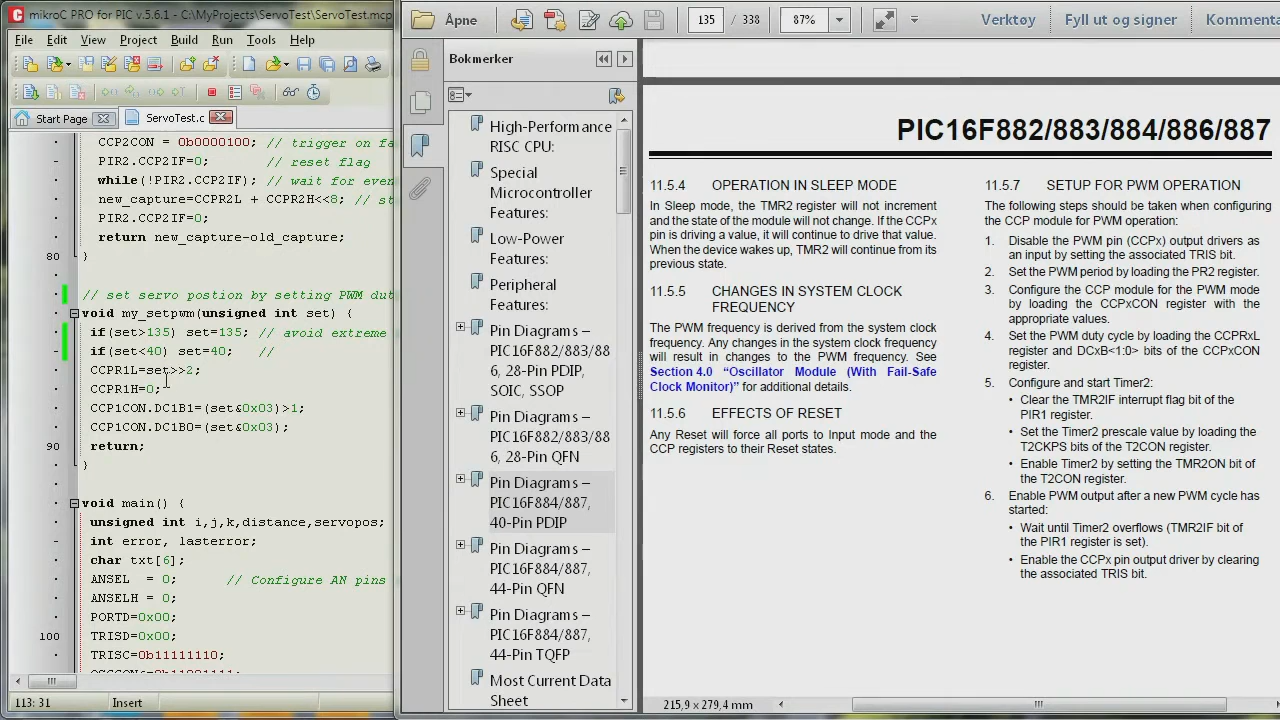 mikroC PRO for PIC v.5.6.1 - C:\MyProjects\ServoTest\ServoTest.mcp
File Edit View Project Build Run Tools Help
Start Page
ServoTest.c
CCP2CON = 0b0000100; // trigger on fa
PIR2.CCP2IF=0; // reset flag
while(!PIR2.CCP2IF); // wait for even
new_capture=CCPR2L + CCPR2H<<8; // st
PIR2.CCP2IF=0;
return new_capture-old_capture;
80 }
// set servo postion by setting PWM dut
void my_setpwm(unsigned int set) {
if(set>135) set=135; // avoid extreme
if(set<40) set=40; //
CCPR1L=set>>2;
CCPR1H=0;
CCP1CON.DC1B1=(set&0x03)>1;
CCP1CON.DC1B0=(set&0x03);
90 return;
}
void main() {
unsigned int i,j,k,distance,servopos;
int error, lasterror;
char txt[6];
ANSEL = 0; // Configure AN pins
ANSELH = 0;
PORTD=0x00;
100 TRISD=0x00;
TRISC=0b11111110;
113: 31 Insert
Åpne 135 338 87% Verktøy Fyll ut og signer Kommenta
Bokmerker
High-Performance
RISC CPU:
Special
Microcontroller
Features:
Low-Power
Features:
Peripheral
Features:
Pin Diagrams –
PIC16F882/883/88
6, 28-Pin PDIP,
SOIC, SSOP
Pin Diagrams –
PIC16F882/883/88
6, 28-Pin QFN
Pin Diagrams –
PIC16F884/887,
40-Pin PDIP
Pin Diagrams –
PIC16F884/887,
44-Pin QFN
Pin Diagrams –
PIC16F884/887,
44-Pin TQFP
Most Current Data
Sheet
PIC16F882/883/884/886/887
11.5.4 OPERATION IN SLEEP MODE
In Sleep mode, the TMR2 register will not increment
and the state of the module will not change. If the CCPx
pin is driving a value, it will continue to drive that value.
When the device wakes up, TMR2 will continue from its
previous state.
11.5.5 CHANGES IN SYSTEM CLOCK
FREQUENCY
The PWM frequency is derived from the system clock
frequency. Any changes in the system clock frequency
will result in changes to the PWM frequency. See
Section 4.0 “Oscillator Module (With Fail-Safe
Clock Monitor)” for additional details.
11.5.6 EFFECTS OF RESET
Any Reset will force all ports to Input mode and the
CCP registers to their Reset states.
11.5.7 SETUP FOR PWM OPERATION
The following steps should be taken when configuring
the CCP module for PWM operation:
1. Disable the PWM pin (CCPx) output drivers as
an input by setting the associated TRIS bit.
2. Set the PWM period by loading the PR2 register.
3. Configure the CCP module for the PWM mode
by loading the CCPxCON register with the
appropriate values.
4. Set the PWM duty cycle by loading the CCPRxL
register and DCxB<1:0> bits of the CCPxCON
register.
5. Configure and start Timer2:
• Clear the TMR2IF interrupt flag bit of the
PIR1 register.
• Set the Timer2 prescale value by loading the
T2CKPS bits of the T2CON register.
• Enable Timer2 by setting the TMR2ON bit of
the T2CON register.
6. Enable PWM output after a new PWM cycle has
started:
• Wait until Timer2 overflows (TMR2IF bit of
the PIR1 register is set).
• Enable the CCPx pin output driver by clearing
the associated TRIS bit.
215,9 × 279,4 mm